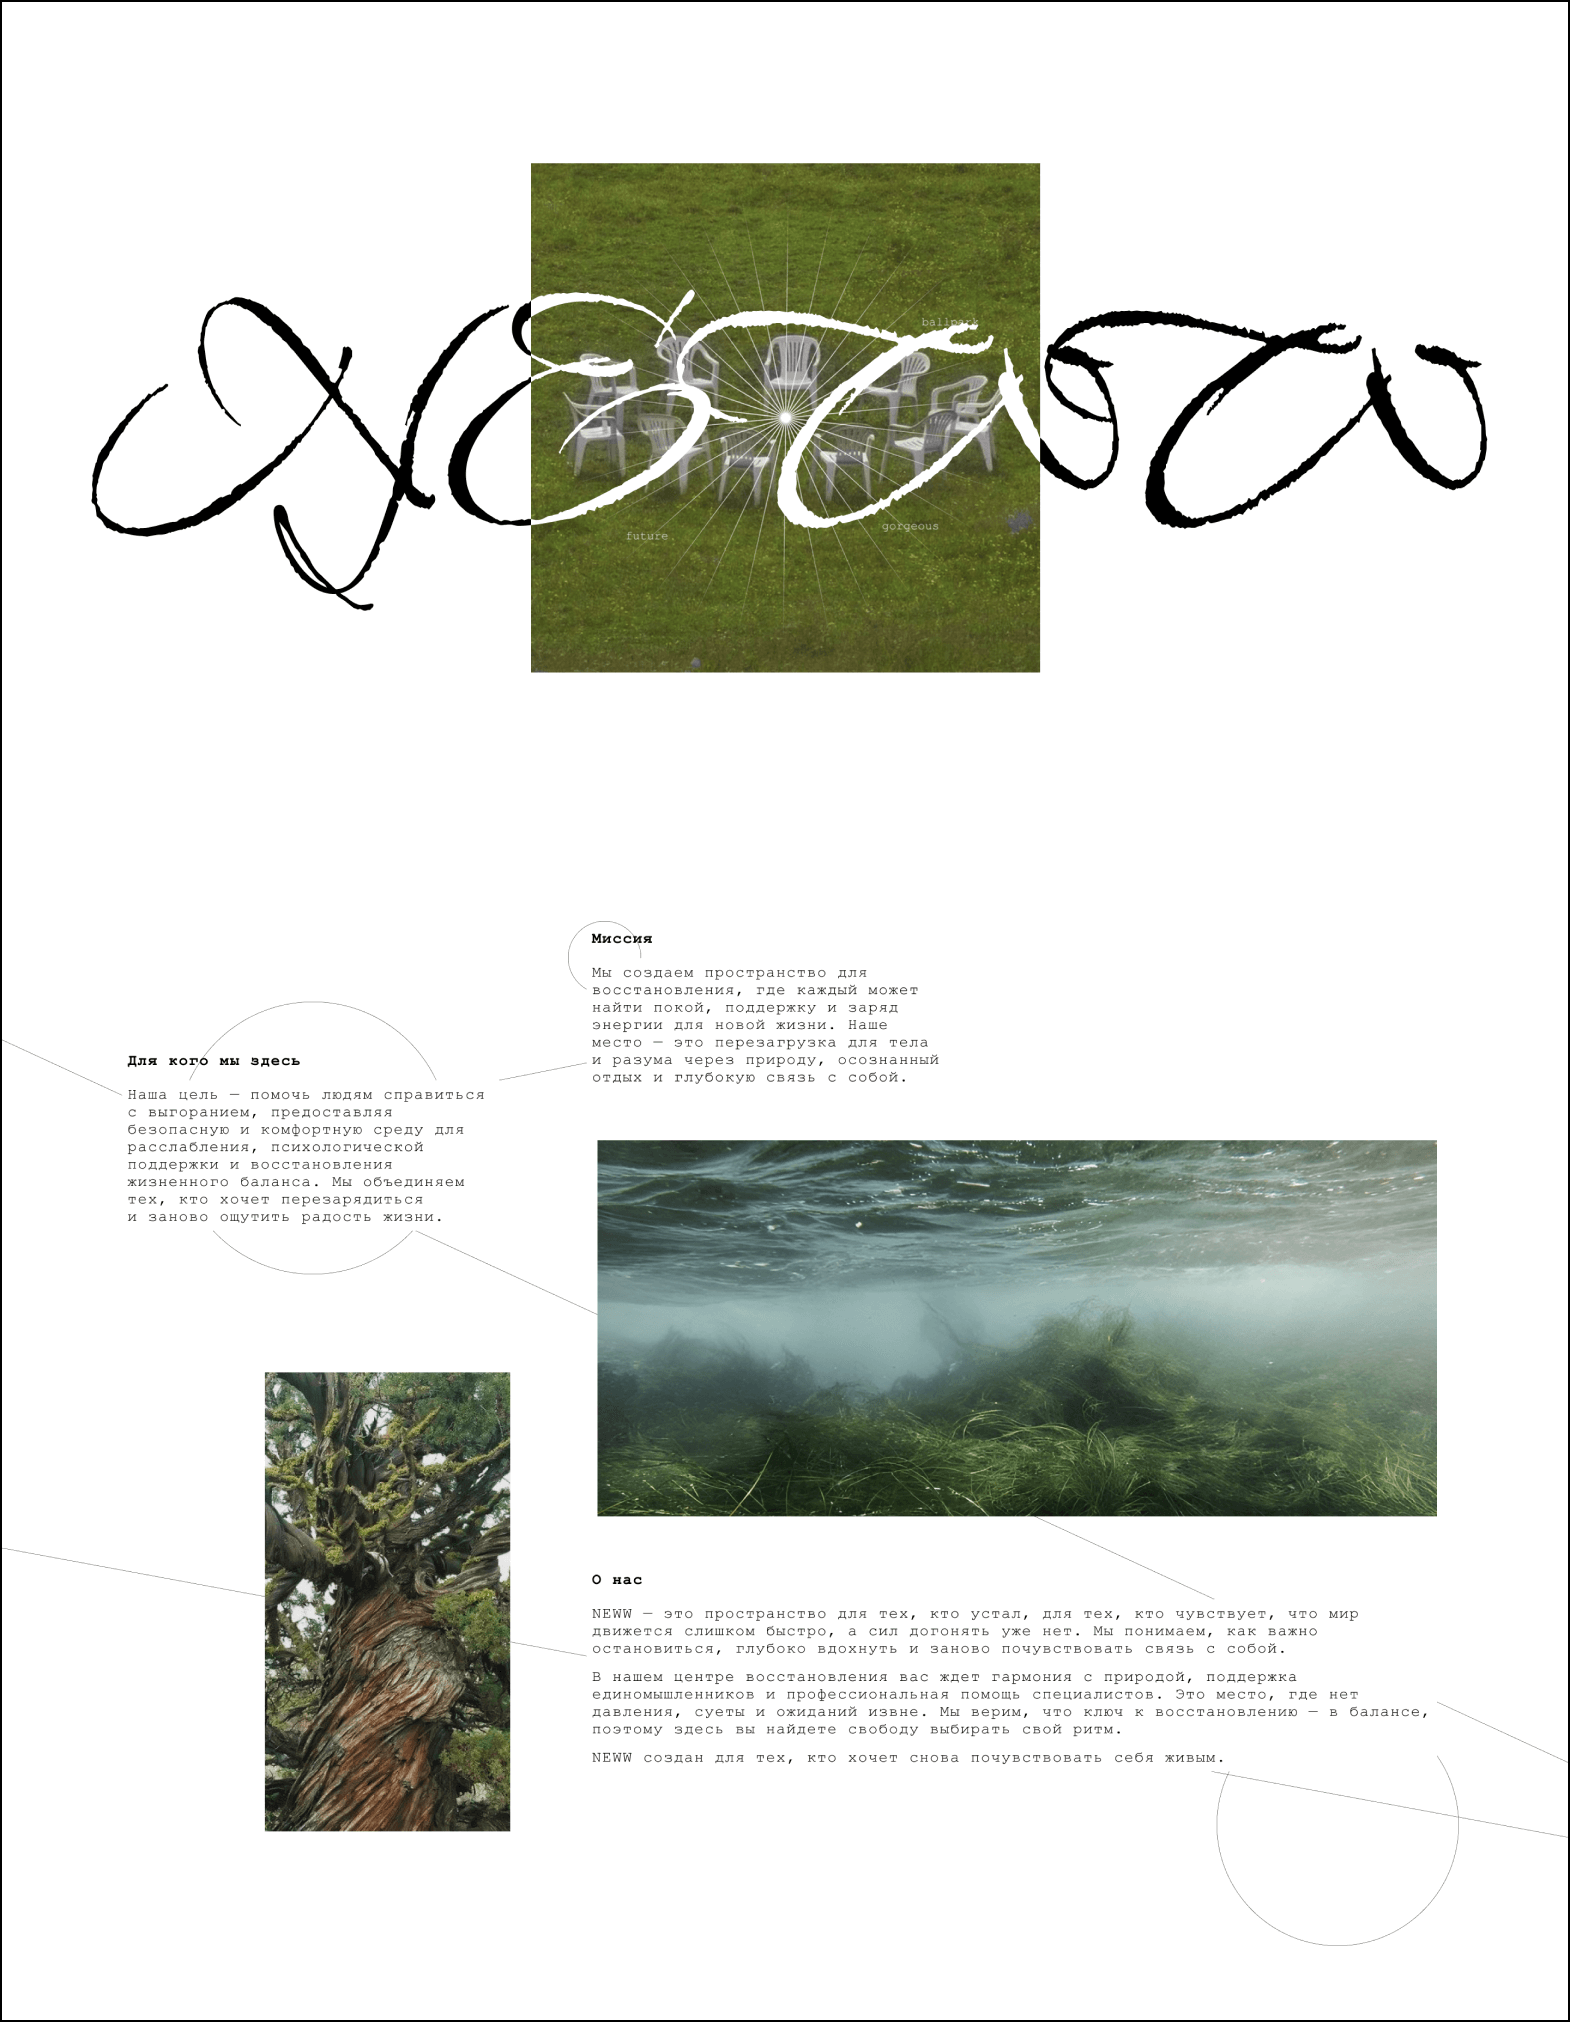 NEWW
ballpark
gorgeous
future
Миссия
Мы создаем пространство для
восстановления, где каждый может
найти покой, поддержку и заряд
энергии для новой жизни. Наше
место — это перезагрузка для тела
и разума через природу, осознанный
отдых и глубокую связь с собой.
Для кого мы здесь
Наша цель — помочь людям справиться
с выгоранием, предоставляя
безопасную и комфортную среду для
расслабления, психологической
поддержки и восстановления
жизненного баланса. Мы объединяем
тех, кто хочет перезарядиться
и заново ощутить радость жизни.
О нас
NEWW — это пространство для тех, кто устал, для тех, кто чувствует, что мир
движется слишком быстро, а сил догонять уже нет. Мы понимаем, как важно
остановиться, глубоко вдохнуть и заново почувствовать связь с собой.
В нашем центре восстановления вас ждет гармония с природой, поддержка
единомышленников и профессиональная помощь специалистов. Это место, где нет
давления, суеты и ожиданий извне. Мы верим, что ключ к восстановлению — в балансе,
поэтому здесь вы найдете свободу выбирать свой ритм.
NEWW создан для тех, кто хочет снова почувствовать себя живым.